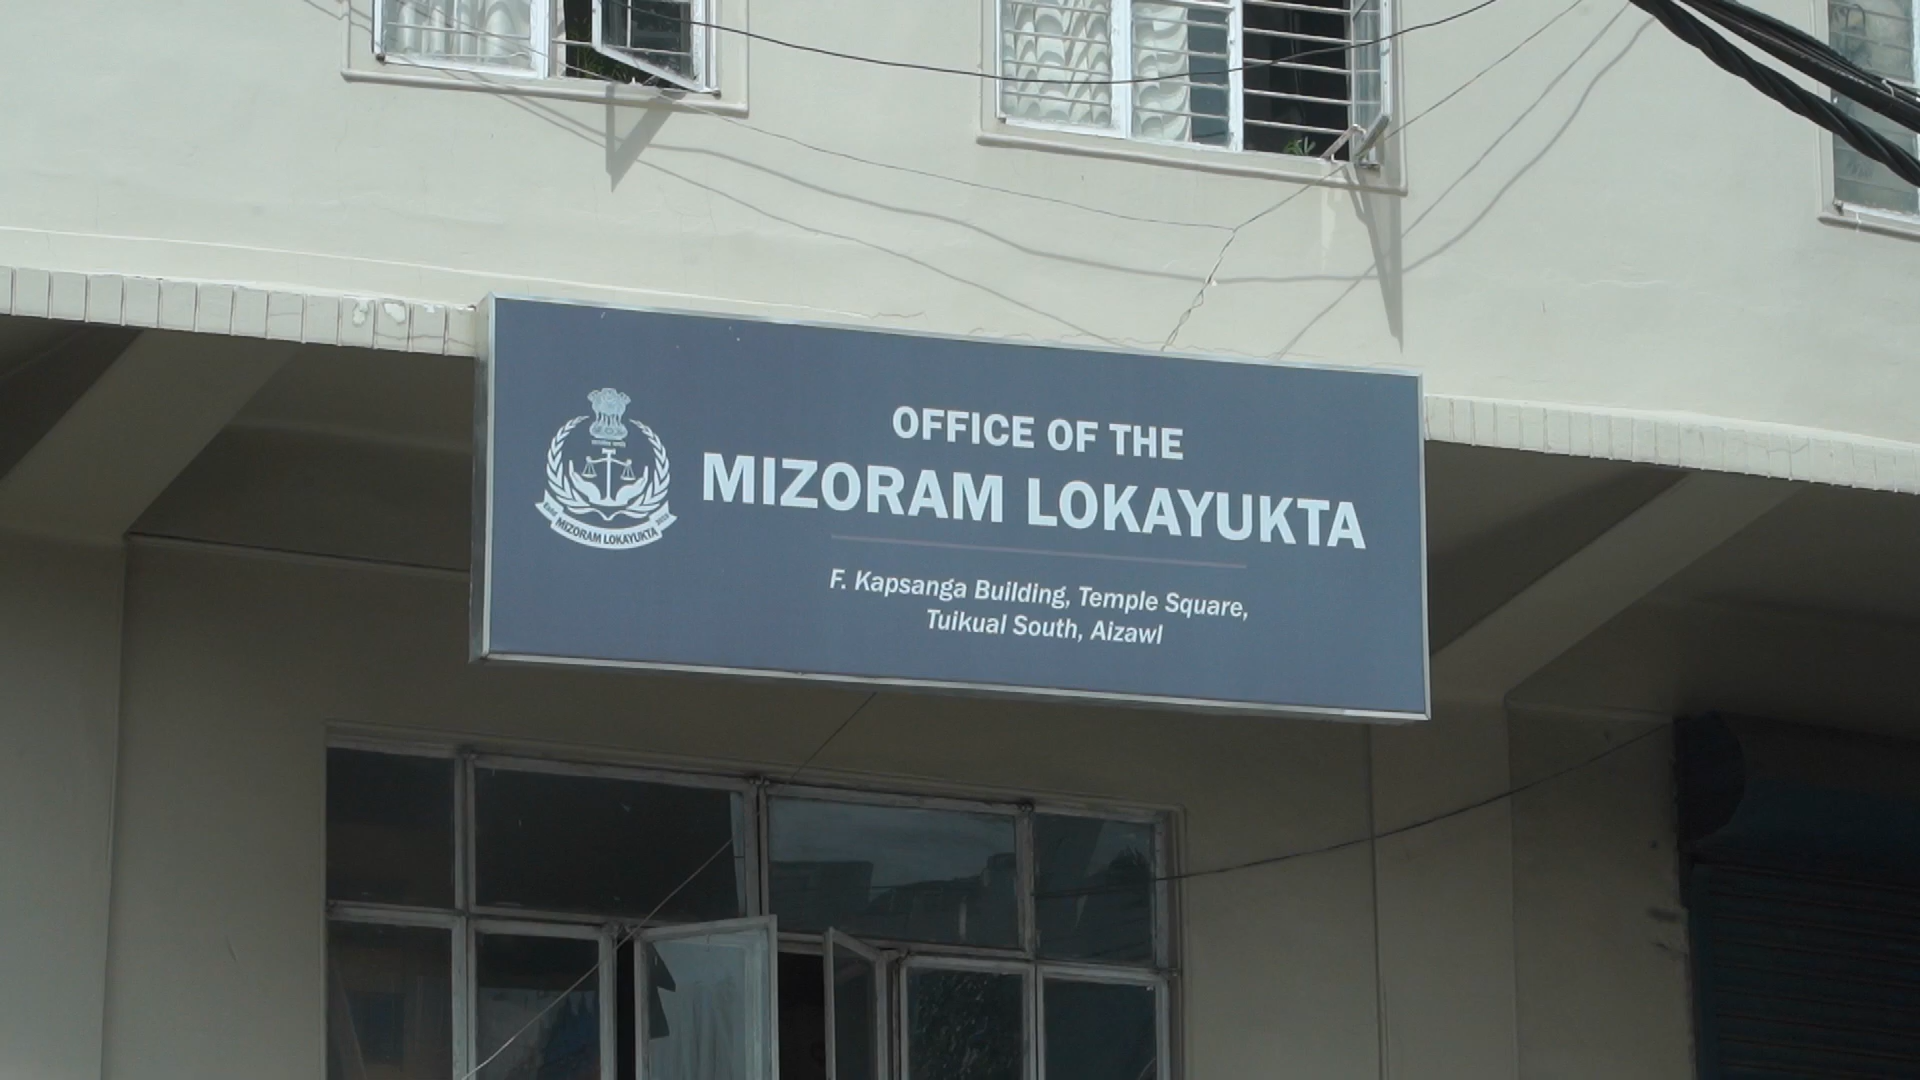 OFFICE OF THE
MIZORAM LOKAYUKTA
F. Kapsanga Building, Temple Square,
Tuikual South, Aizawl
MIZORAM LOKAYUKTA